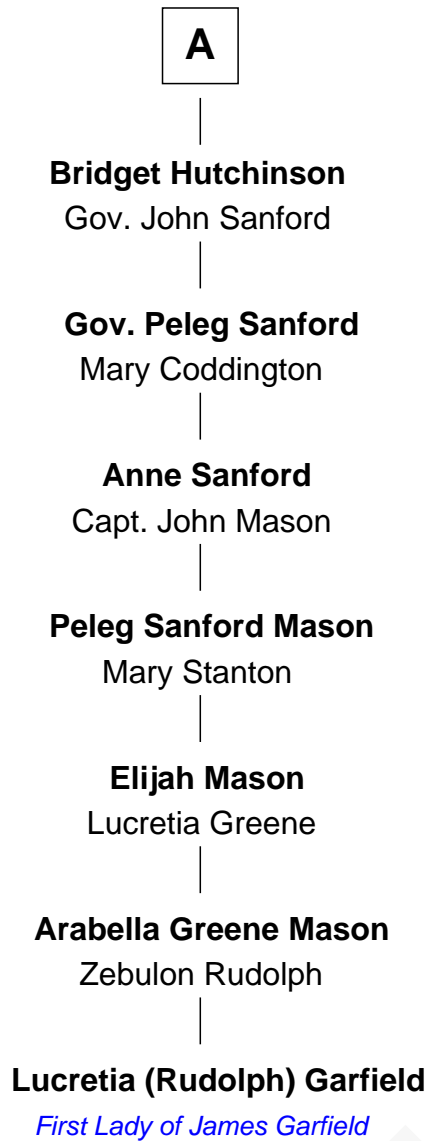 A
Bridget Hutchinson
Gov. John Sanford
Gov. Peleg Sanford
Mary Coddington
Anne Sanford
Capt. John Mason
Peleg Sanford Mason
Mary Stanton
Elijah Mason
Lucretia Greene
Arabella Greene Mason
Zebulon Rudolph
Lucretia (Rudolph) Garfield
First Lady of James Garfield